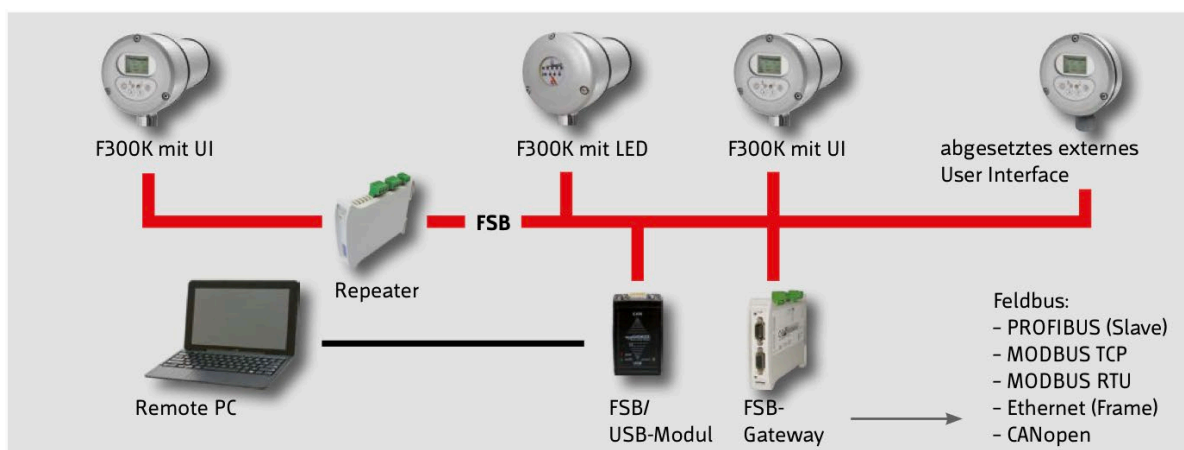 F300K mit UI
F300K mit LED
F300K mit UI
abgesetztes externes
User Interface
FSB
Repeater
Remote PC
FSB/
USB-Modul
FSB-
Gateway
Feldbus:
– PROFIBUS (Slave)
– MODBUS TCP
– MODBUS RTU
– Ethernet (Frame)
– CANopen